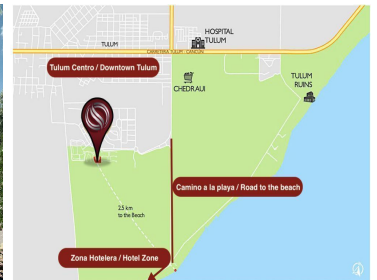 HOSPITAL
TULUM
TULUM
CARRETERA TULUM - CANCUN
Tulum Centro / Downtown Tulum
CHEDRAUI
TULUM
RUINS
Camino a la playa / Road to the beach
2.5 km
to the Beach
Zona Hotelera / Hotel Zone